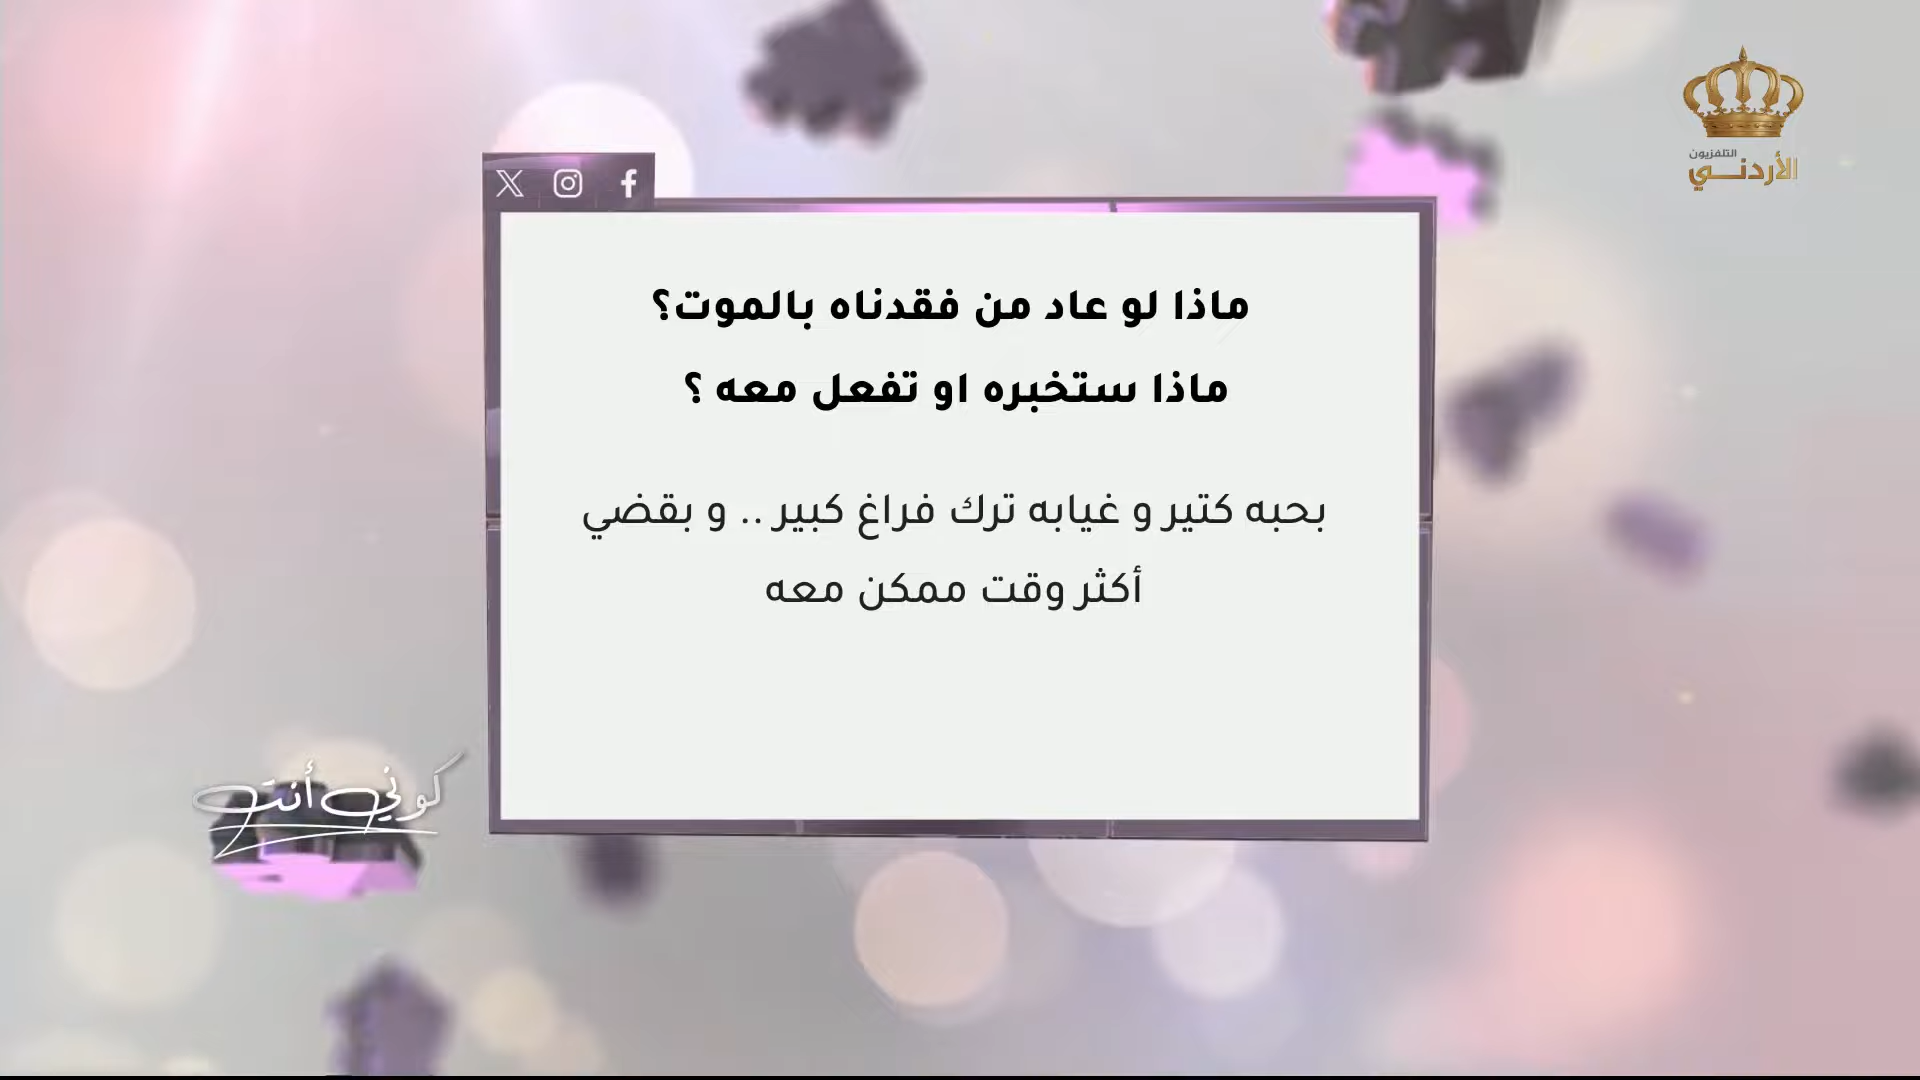 التلفزيون
الأردني
ماذا لو عاد من فقدناه بالموت؟
ماذا ستخبره او تفعل معه ؟
بحبه كتير و غيابه ترك فراغ كبير .. و بقضي
أكثر وقت ممكن معه
كوني أنت